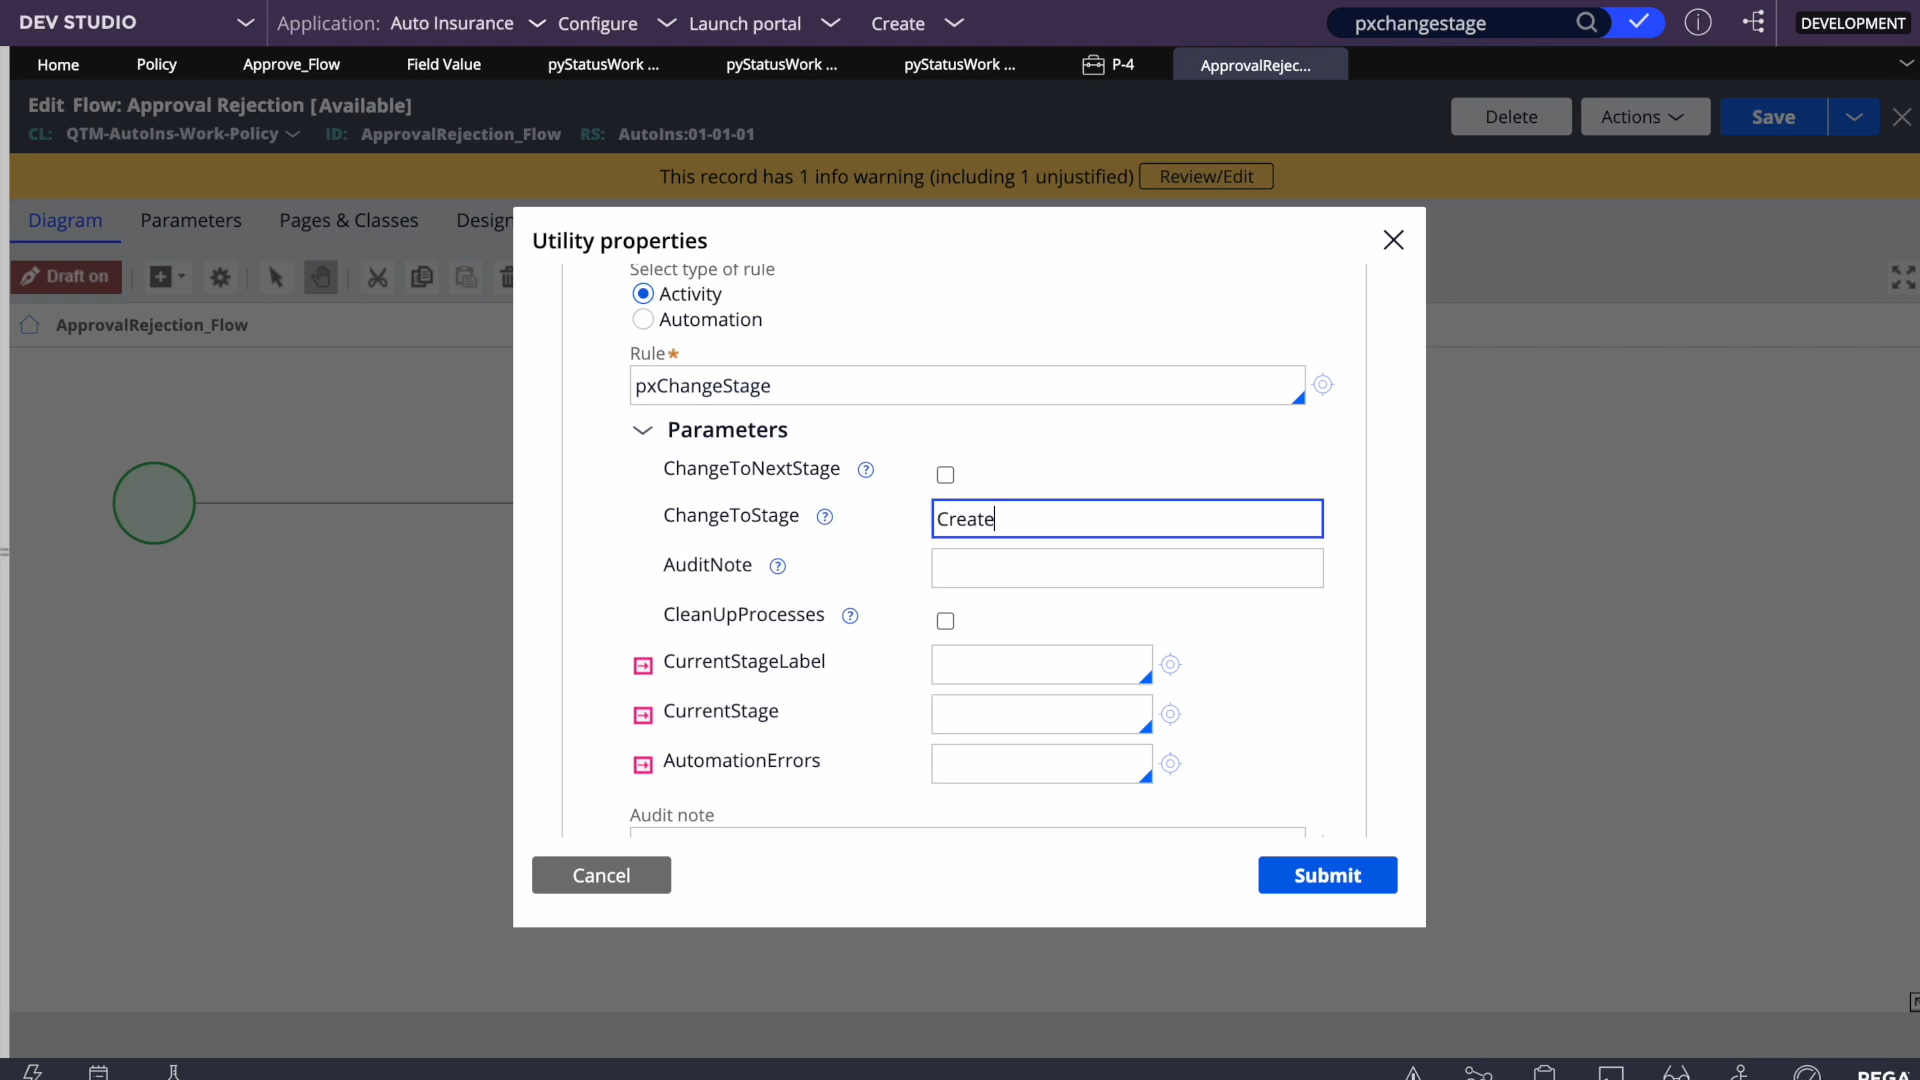 DEV STUDIO
Application: Auto Insurance
Configure
Launch portal
Create
pxchangestage
DEVELOPMENT
Home
Policy
Approve_Flow
Field Value
pyStatusWork ...
pyStatusWork ...
pyStatusWork ...
P-4
ApprovalRejec...
Edit Flow: Approval Rejection [Available]
CL: QTM-AutoIns-Work-Policy ID: ApprovalRejection_Flow RS: AutoIns:01-01-01
Delete
Actions
Save
This record has 1 info warning (including 1 unjustified) Review/Edit
Diagram
Parameters
Pages & Classes
Design
Draft on
ApprovalRejection_Flow
Utility properties
Select type of rule
Activity
Automation
Rule*
pxChangeStage
Parameters
ChangeToNextStage ?
ChangeToStage ?
Create
AuditNote ?
CleanUpProcesses ?
CurrentStageLabel
CurrentStage
AutomationErrors
Audit note
Cancel
Submit
PEGA